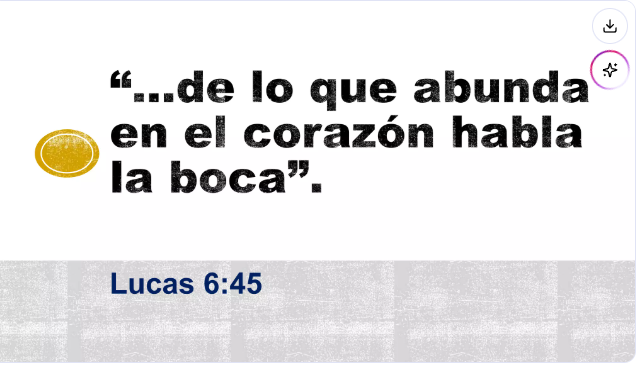 “...de lo que abunda
en el corazón habla
la boca”.
Lucas 6:45